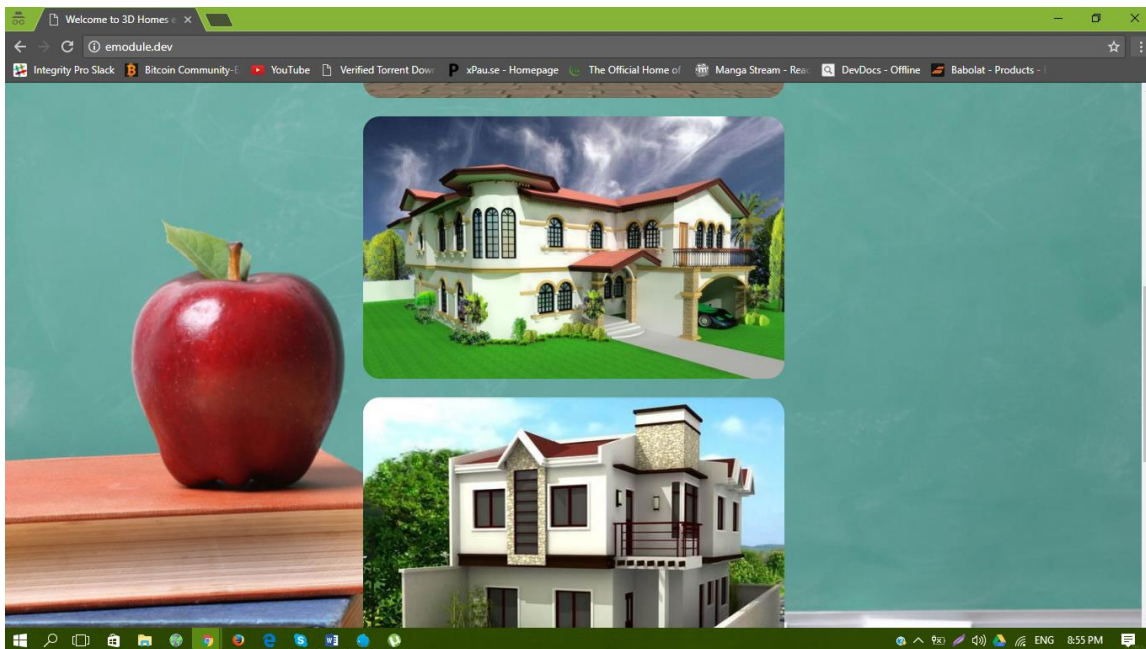 Welcome to 3D Homes e
emodule.dev
Integrity Pro Slack Bitcoin Community-E YouTube Verified Torrent Dow xPau.se - Homepage The Official Home of Manga Stream - Rea DevDocs - Offline Babolat - Products -
ENG 8:55 PM